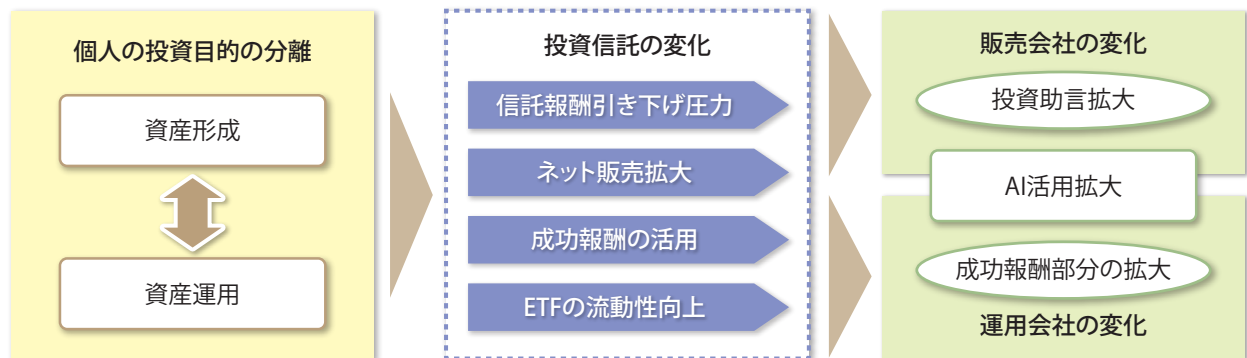 個人の投資目的の分離
資産形成
資産運用
投資信託の変化
信託報酬引き下げ圧力
ネット販売拡大
成功報酬の活用
ETFの流動性向上
販売会社の変化
投資助言拡大
AI活用拡大
成功報酬部分の拡大
運用会社の変化